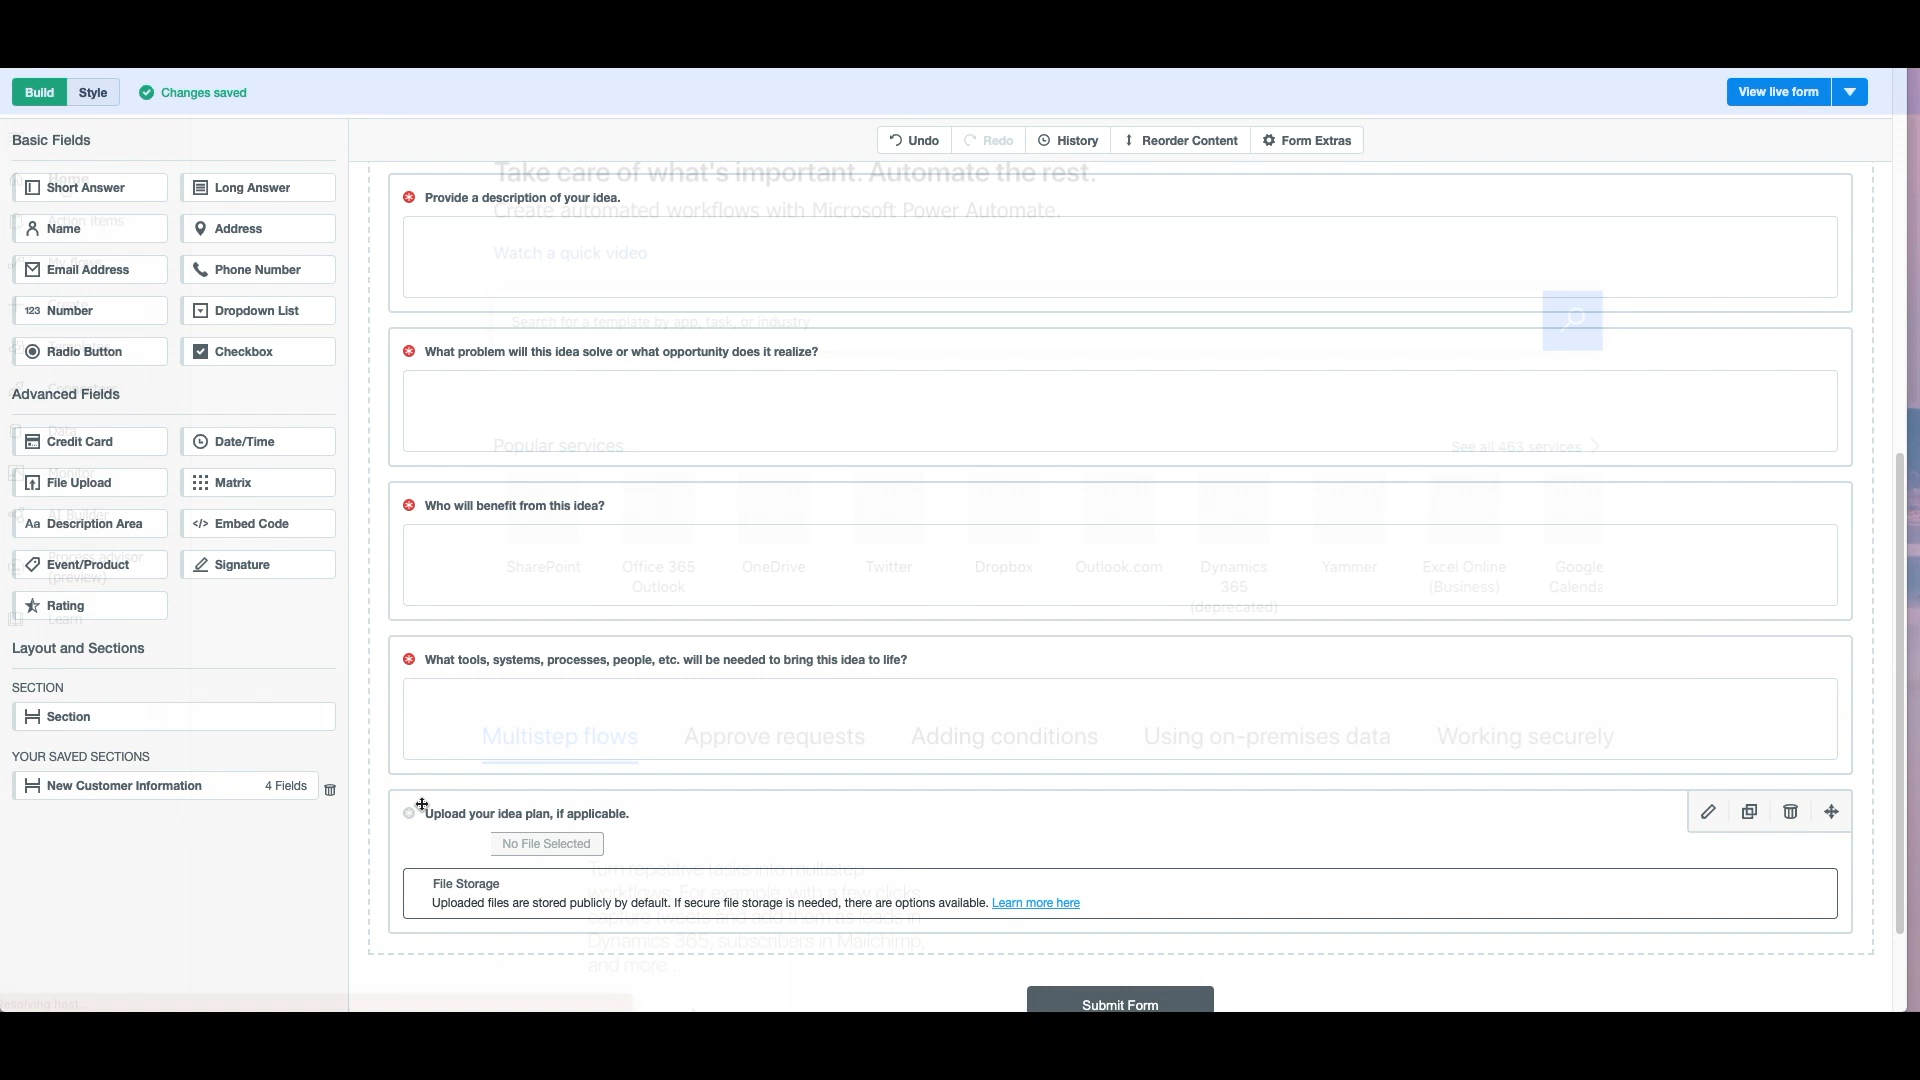 Build
Style
Changes saved
View live form
Basic Fields
Undo
Redo
History
Reorder Content
Form Extras
Short Answer
Long Answer
Name
Address
Email Address
Phone Number
123 Number
Dropdown List
Radio Button
Checkbox
Advanced Fields
Credit Card
Date/Time
File Upload
Matrix
Aa Description Area
</> Embed Code
Event/Product
Signature
Rating
Layout and Sections
SECTION
Section
YOUR SAVED SECTIONS
New Customer Information
4 Fields
Home
Action items
My flows
Create
Connectors
Data
Monitor
AI Builder
Process advisor
(preview)
Learn
Take care of what's important. Automate the rest.
Provide a description of your idea.
Create automated workflows with Microsoft Power Automate.
Watch a quick video
Search for a template by app, task, or industry
What problem will this idea solve or what opportunity does it realize?
Popular services
See all 463 services
Who will benefit from this idea?
SharePoint
Office 365
Outlook
OneDrive
Twitter
Dropbox
Outlook.com
Dynamics
365
(deprecated)
Yammer
Excel Online
(Business)
Google
Calenda
What tools, systems, processes, people, etc. will be needed to bring this idea to life?
Multistep flows
Approve requests
Adding conditions
Using on-premises data
Working securely
Upload your idea plan, if applicable.
No File Selected
Turn repetitive tasks into multistep
workflows. For example, with a few clicks
File Storage
Uploaded files are stored publicly by default. If secure file storage is needed, there are options available. Learn more here
capture tweets and add them as leads in
Dynamics 365, subscribers in Mailchimp,
and more...
Resolving host...
Submit Form